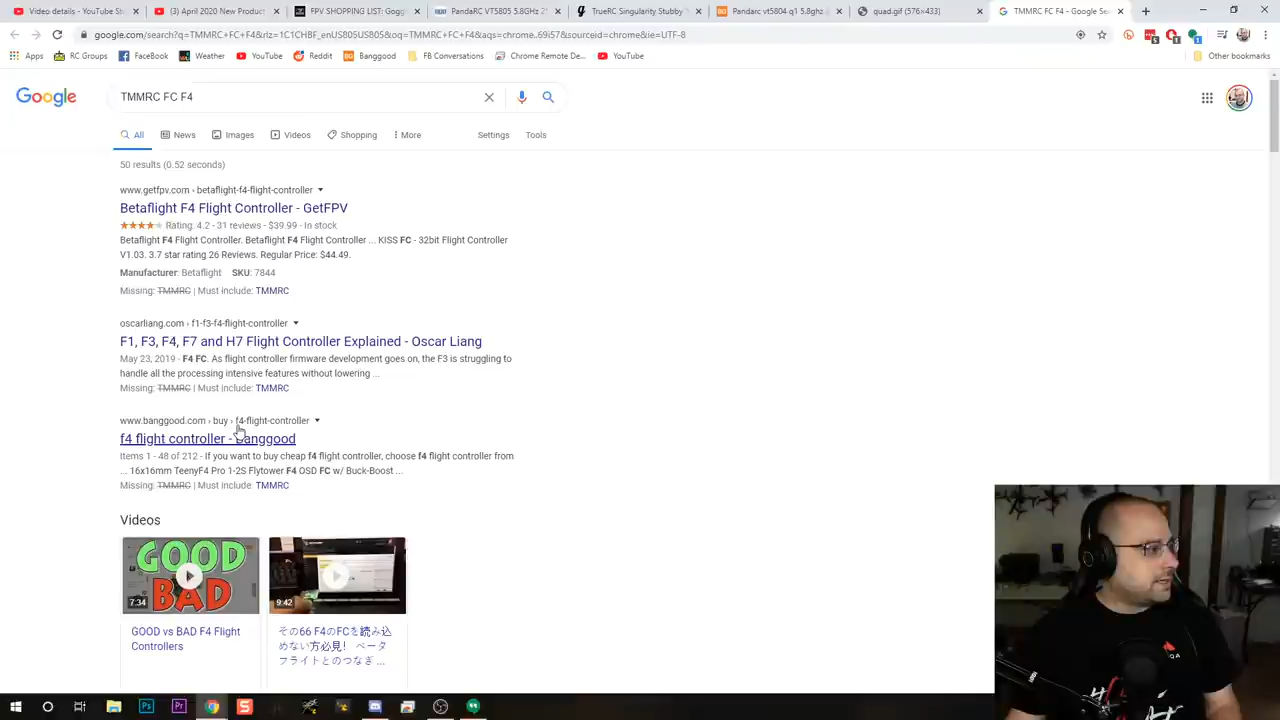 Video details - YouTube St
(3) April 2020 New Product
FPV SHOPPING LIST: Goggl
PandaRC VT5805 5.8GHz 2
TrueRC Singularity Stubby
Pandarc vt5804 q1 5.8ghz
quad.gif (576×433)
TMMRC FC F4 - Google Se
google.com/search?q=TMMRC+FC+F4&rlz=1C1CHBF_enUS805US805&oq=TMMRC+FC+F4&aqs=chrome..69i57&sourceid=chrome&ie=UTF-8
Apps
RC Groups
FaceBook
Weather
YouTube
Reddit
Banggood
FB Conversations
Chrome Remote De...
YouTube
Other bookmarks
Google
TMMRC FC F4
All
News
Images
Videos
Shopping
More
Settings
Tools
50 results (0.52 seconds)
www.getfpv.com › betaflight-f4-flight-controller
Betaflight F4 Flight Controller - GetFPV
Rating: 4.2 - 31 reviews - $39.99 - In stock
Betaflight F4 Flight Controller. Betaflight F4 Flight Controller ... KISS FC - 32bit Flight Controller
V1.03. 3.7 star rating 26 Reviews. Regular Price: $44.49.
Manufacturer: Betaflight SKU: 7844
Missing: TMMRC | Must include: TMMRC
oscarliang.com › f1-f3-f4-flight-controller
F1, F3, F4, F7 and H7 Flight Controller Explained - Oscar Liang
May 23, 2019 - F4 FC. As flight controller firmware development goes on, the F3 is struggling to
handle all the processing intensive features without lowering ...
Missing: TMMRC | Must include: TMMRC
www.banggood.com › buy › f4-flight-controller
f4 flight controller - Banggood
Items 1 - 48 of 212 - If you want to buy cheap f4 flight controller, choose f4 flight controller from
... 16x16mm TeenyF4 Pro 1-2S Flytower F4 OSD FC w/ Buck-Boost ...
Missing: TMMRC | Must include: TMMRC
Videos
GOOD
BAD
7:34
9:42
GOOD vs BAD F4 Flight
Controllers
その66 F4のFCを読み込
めない方必見! ベータ
フライトとのつなぎ ...